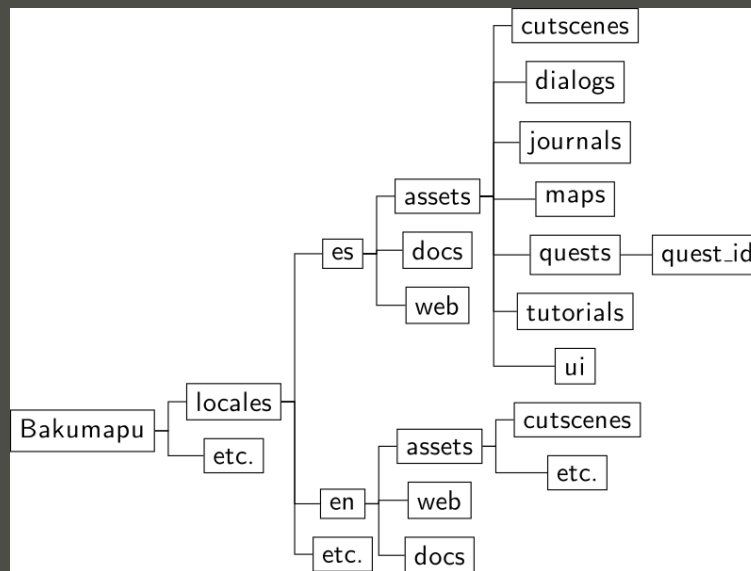 cutscenes
dialogs
journals
assets
maps
es
docs
quests
quest_id
web
tutorials
ui
locales
cutscenes
Bakumapu
assets
etc.
etc.
en
web
etc.
docs